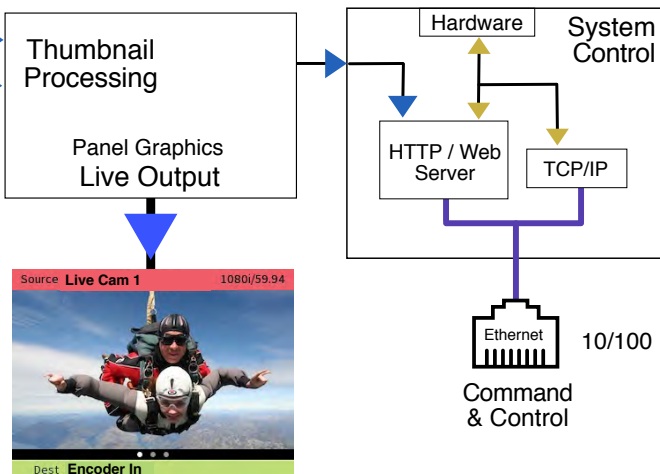 Thumbnail
Processing
Panel Graphics
Live Output
Hardware
System
Control
HTTP / Web
Server
TCP/IP
Source Live Cam 1 1080i/59.94
Dest Encoder In
Ethernet
10/100
Command
& Control